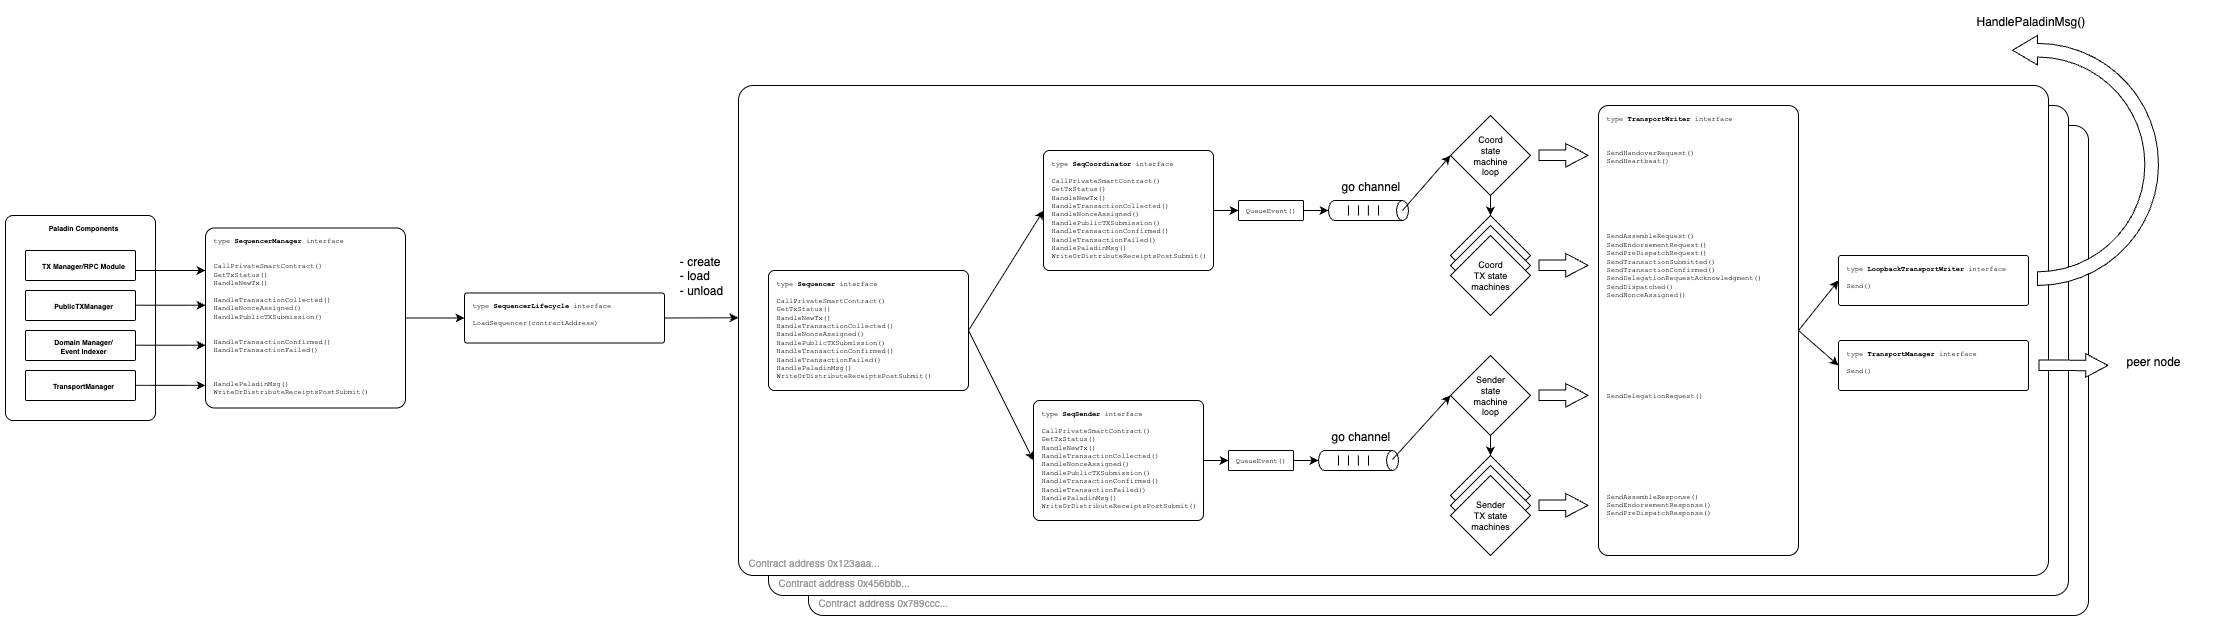 HandlePaladinMsg()
Paladin Components
TX Manager/RPC Module
PublicTXManager
Domain Manager/
Event Indexer
TransportManager
type SequencerManager interface
CallPrivateSmartContract()
GetTxStatus()
HandleNewTx()
HandleTransactionCollected()
HandleNonceAssigned()
HandlePublicTXSubmission()
HandleTransactionConfirmed()
HandleTransactionFailed()
HandlePaladinMsg()
WriteOrDistributeReceiptsPostSubmit()
type SequencerLifecycle interface
LoadSequencer(contractAddress)
- create
- load
- unload
type Sequencer interface
CallPrivateSmartContract()
GetTxStatus()
HandleNewTx()
HandleTransactionCollected()
HandleNonceAssigned()
HandlePublicTXSubmission()
HandleTransactionConfirmed()
HandleTransactionFailed()
HandlePaladinMsg()
WriteOrDistributeReceiptsPostSubmit()
type SeqCoordinator interface
CallPrivateSmartContract()
GetTxStatus()
HandleNewTx()
HandleTransactionCollected()
HandleNonceAssigned()
HandlePublicTXSubmission()
HandleTransactionConfirmed()
HandleTransactionFailed()
HandlePaladinMsg()
WriteOrDistributeReceiptsPostSubmit()
QueueEvent()
go channel
Coord
state
machine
loop
Coord
TX state
machines
type SeqSender interface
CallPrivateSmartContract()
GetTxStatus()
HandleNewTx()
HandleTransactionCollected()
HandleNonceAssigned()
HandlePublicTXSubmission()
HandleTransactionConfirmed()
HandleTransactionFailed()
HandlePaladinMsg()
WriteOrDistributeReceiptsPostSubmit()
QueueEvent()
go channel
Sender
state
machine
loop
Sender
TX state
machines
type TransportWriter interface
SendHandoverRequest()
SendHeartbeat()
SendAssembleRequest()
SendEndorsementRequest()
SendPreDispatchRequest()
SendTransactionSubmitted()
SendTransactionConfirmed()
SendDelegationRequestAcknowledgment()
SendDispatched()
SendNonceAssigned()
SendDelegationRequest()
SendAssembleResponse()
SendEndorsementResponse()
SendPreDispatchResponse()
type LoopbackTransportWriter interface
Send()
type TransportManager interface
Send()
peer node
Contract address 0x123aaa...
Contract address 0x456bbb...
Contract address 0x789ccc...